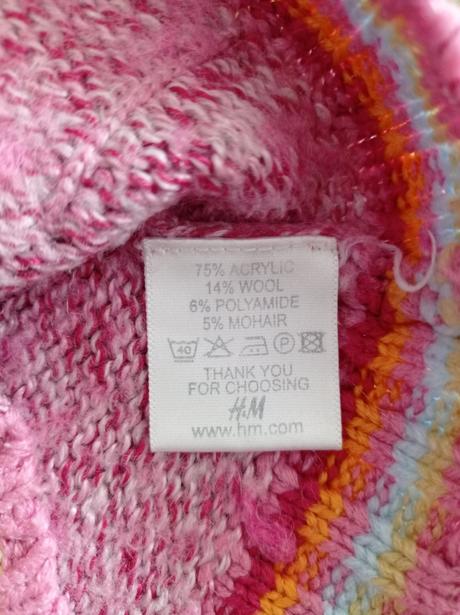 75% ACRYLIC
14% WOOL
6% POLYAMIDE
5% MOHAIR
40 P
THANK YOU
FOR CHOOSING
H&M
www.hm.com